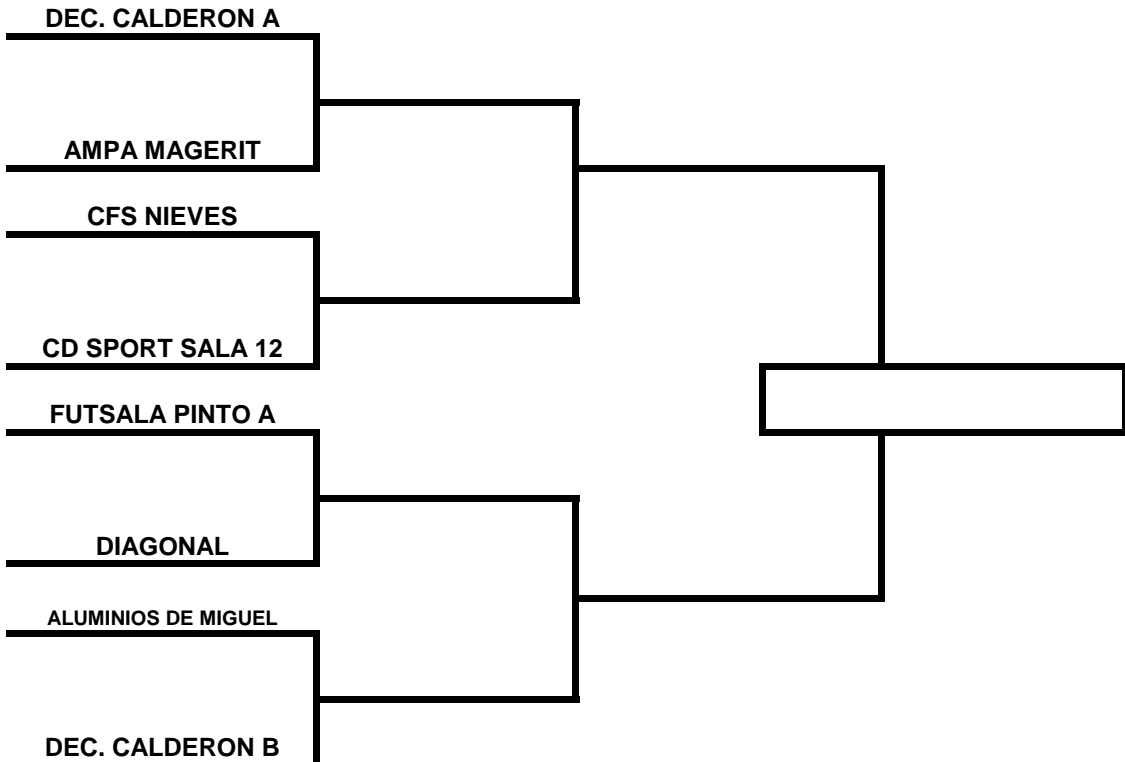 DEC. CALDERON A
AMPA MAGERIT
CFS NIEVES
CD SPORT SALA 12
FUTSALA PINTO A
DIAGONAL
ALUMINIOS DE MIGUEL
DEC. CALDERON B